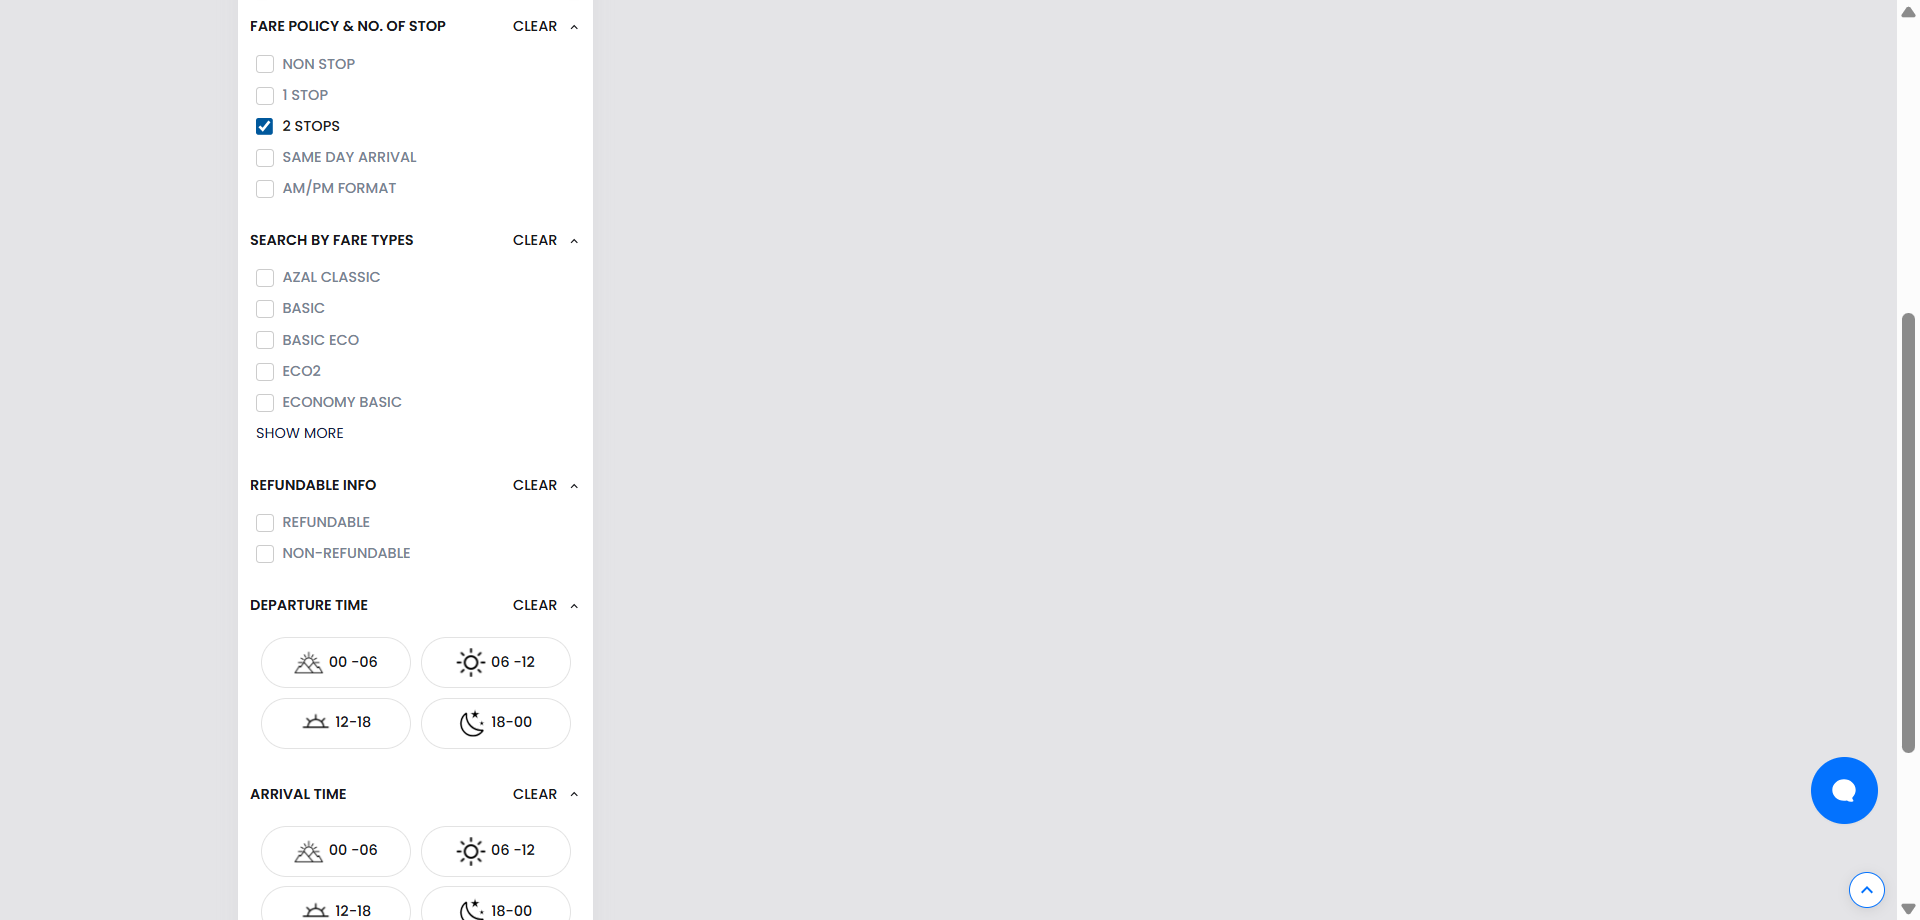 FARE POLICY & NO. OF STOP CLEAR
NON STOP
1 STOP
2 STOPS
SAME DAY ARRIVAL
AM/PM FORMAT
SEARCH BY FARE TYPES CLEAR
AZAL CLASSIC
BASIC
BASIC ECO
ECO2
ECONOMY BASIC
SHOW MORE
REFUNDABLE INFO CLEAR
REFUNDABLE
NON-REFUNDABLE
DEPARTURE TIME CLEAR
00 -06 06 -12
12-18 18-00
ARRIVAL TIME CLEAR
00 -06 06 -12
12-18 18-00